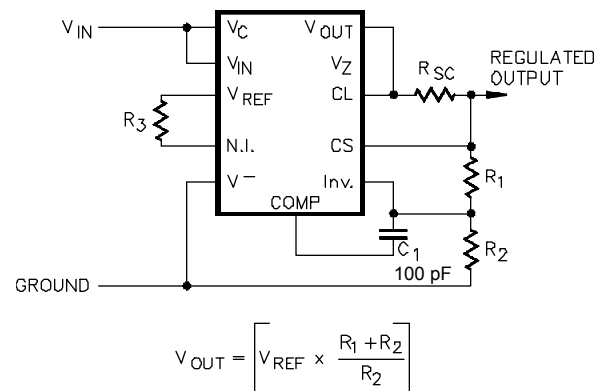 V IN
V C
V OUT
V IN
V Z
R SC
REGULATED
OUTPUT
V REF
CL
R 3
N.I.
CS
R 1
V –
Inv.
COMP
C 1
100 pF
R 2
GROUND
V OUT = [ V REF x (R 1 + R 2) / R 2 ]